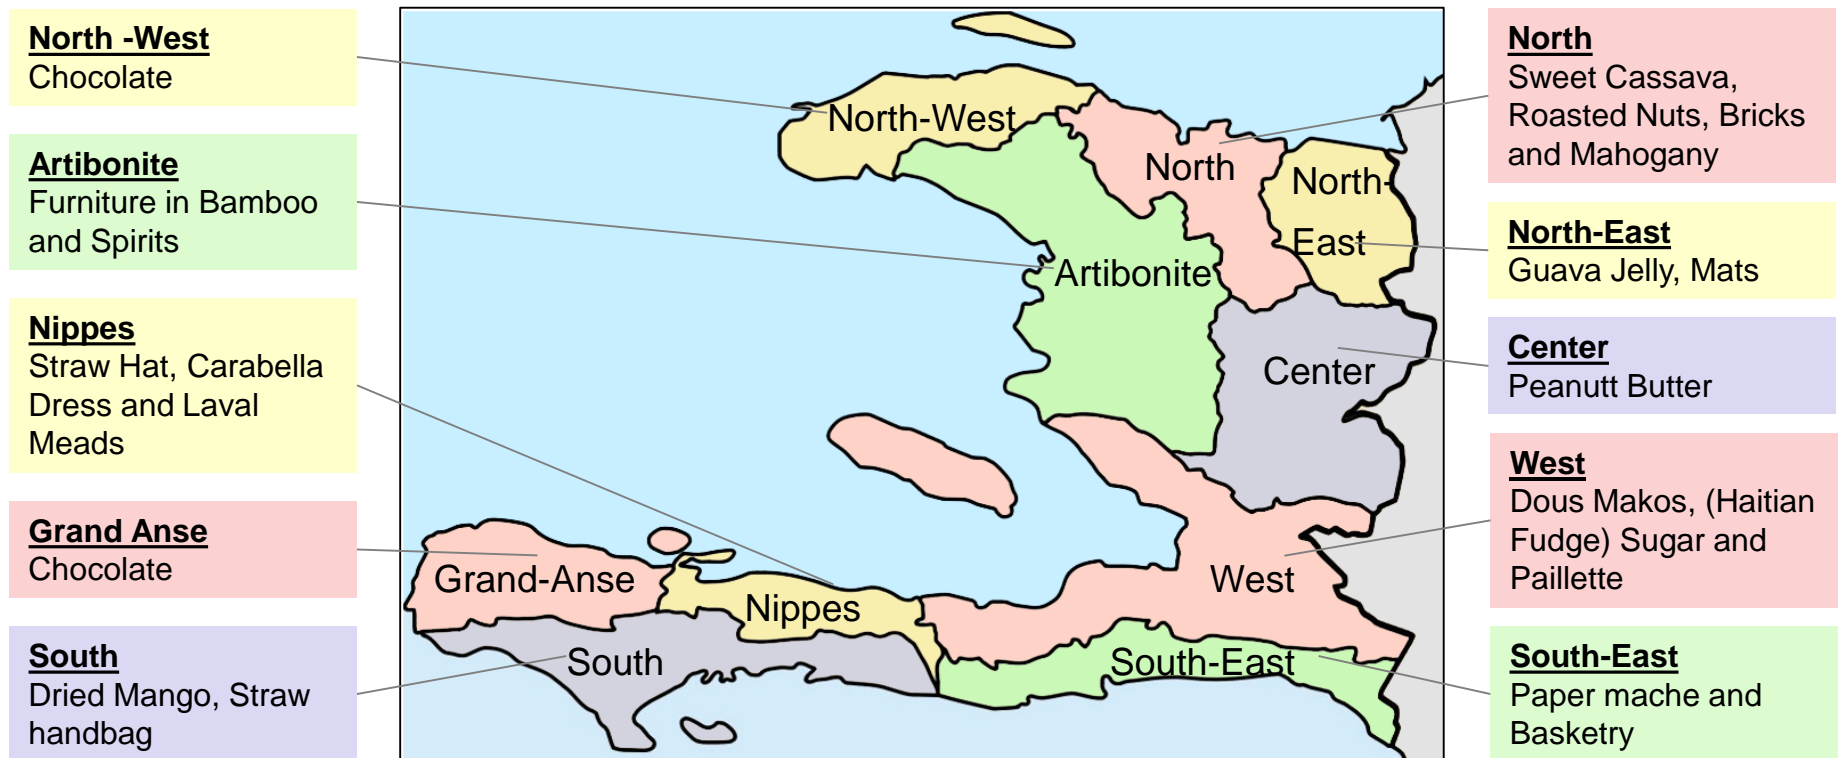 North -West
Chocolate
Artibonite
Furniture in Bamboo
and Spirits
Nippes
Straw Hat, Carabella
Dress and Laval
Meads
Grand Anse
Chocolate
South
Dried Mango, Straw
handbag
North-West
North
North-
East
Artibonite
Center
Grand-Anse
Nippes
West
South
South-East
North
Sweet Cassava,
Roasted Nuts, Bricks
and Mahogany
North-East
Guava Jelly, Mats
Center
Peanutt Butter
West
Dous Makos, (Haitian
Fudge) Sugar and
Paillette
South-East
Paper mache and
Basketry